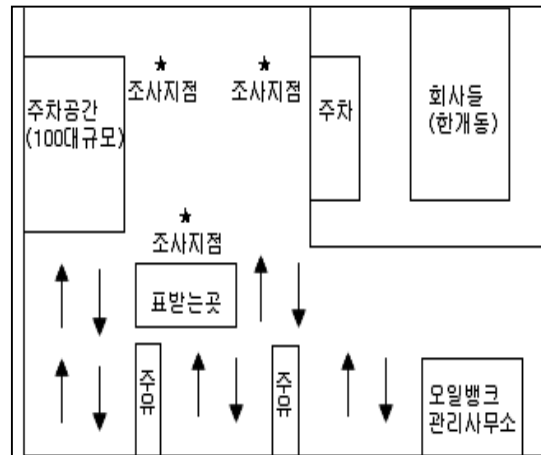 ★
조사지점
★
조사지점
주차공간
(100대규모)
주차
회사들
(한개동)
★
조사지점
표받는곳
주유
주유
모일뱅크
관리사무소